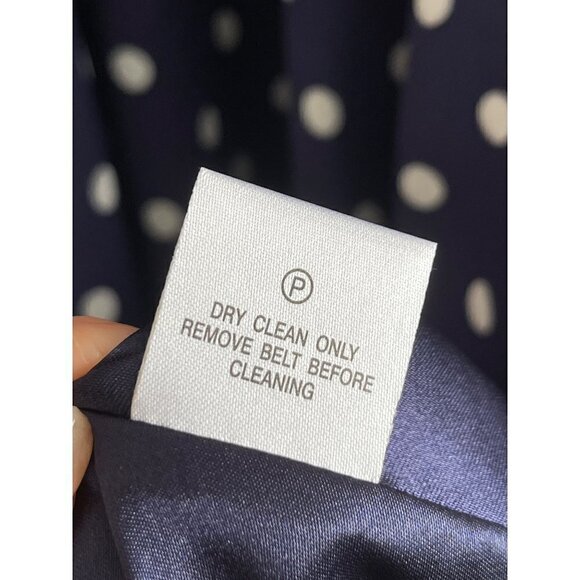 P
DRY CLEAN ONLY
REMOVE BELT BEFORE
CLEANING